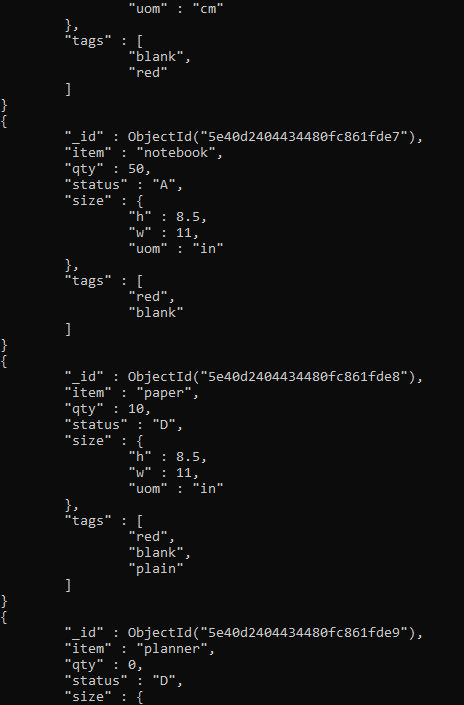 "uom" : "cm"
},
"tags" : [
"blank",
"red"
]
}
{
"_id" : ObjectId("5e40d2404434480fc861fde7"),
"item" : "notebook",
"qty" : 50,
"status" : "A",
"size" : {
"h" : 8.5,
"w" : 11,
"uom" : "in"
},
"tags" : [
"red",
"blank"
]
}
{
"_id" : ObjectId("5e40d2404434480fc861fde8"),
"item" : "paper",
"qty" : 10,
"status" : "D",
"size" : {
"h" : 8.5,
"w" : 11,
"uom" : "in"
},
"tags" : [
"red",
"blank",
"plain"
]
}
{
"_id" : ObjectId("5e40d2404434480fc861fde9"),
"item" : "planner",
"qty" : 0,
"status" : "D",
"size" : {